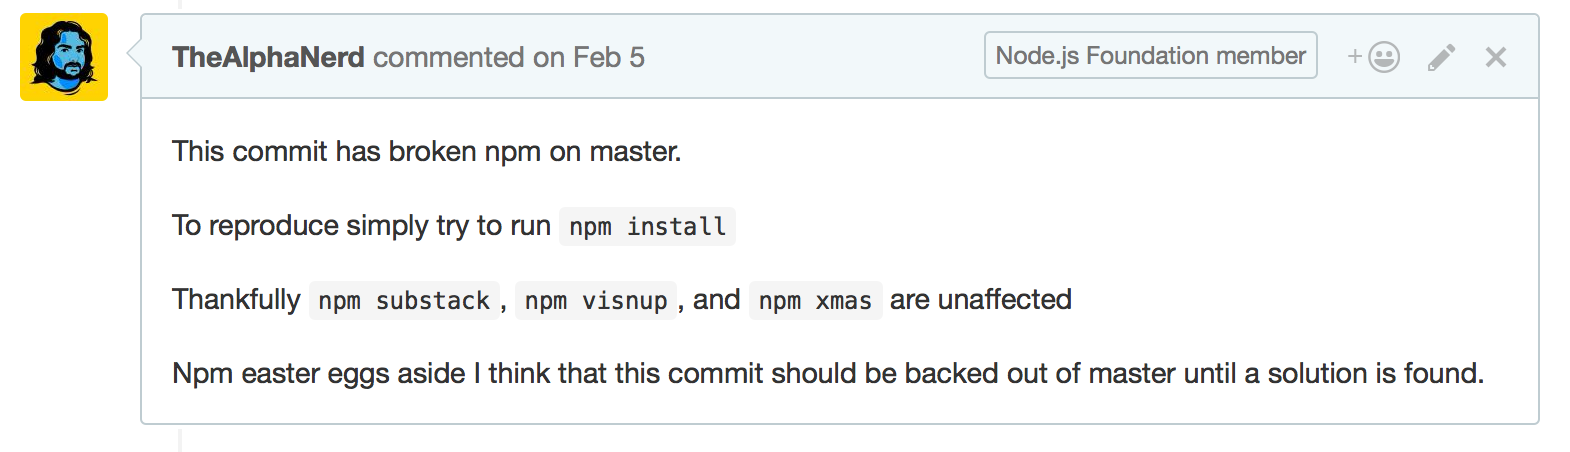 TheAlphaNerd commented on Feb 5
Node.js Foundation member
This commit has broken npm on master.
To reproduce simply try to run npm install
Thankfully npm substack, npm visnup, and npm xmas are unaffected
Npm easter eggs aside I think that this commit should be backed out of master until a solution is found.